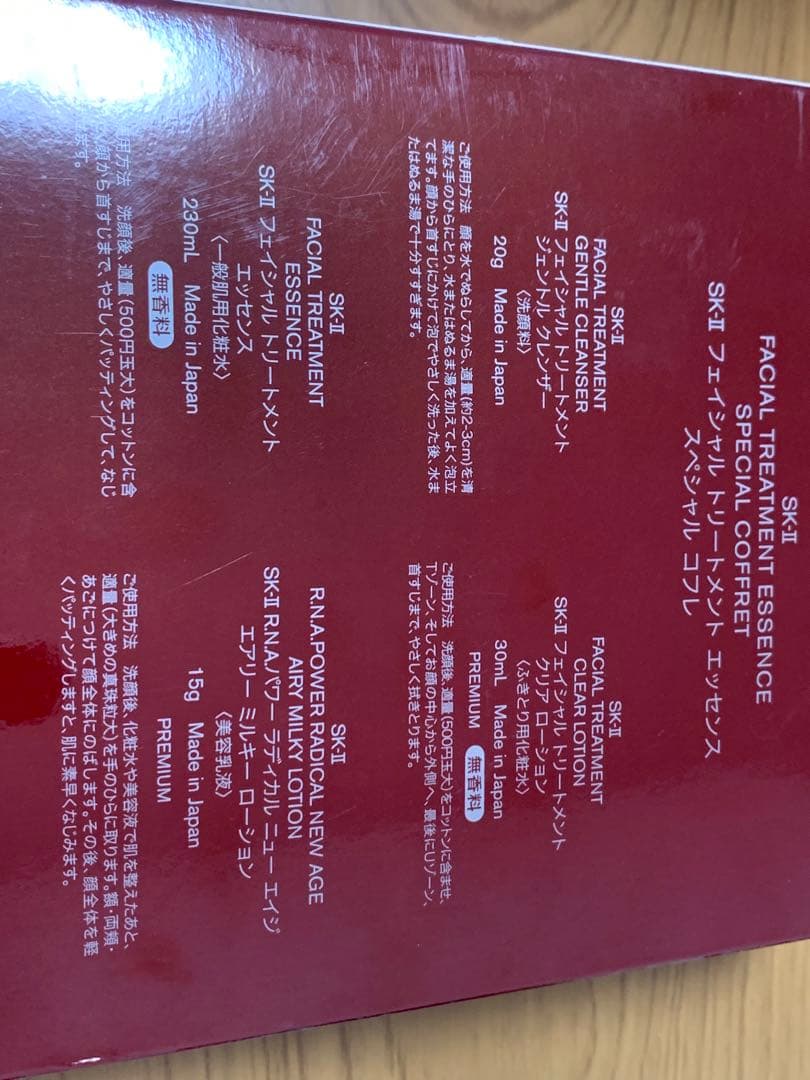 SK-II
FACIAL TREATMENT ESSENCE
SPECIAL COFFRET
SK-II フェイシャル トリートメント エッセンス
スペシャル コフレ
SK-II
FACIAL TREATMENT
GENTLE CLEANSER
SK-II フェイシャル トリートメント
ジェントル クレンザー
〈洗顔料〉
20g Made in Japan
ご使用方法 顔を水でぬらしてから、適量(約2-3cm)を清
潔な手のひらにとり、水またはぬるま湯を加えてよく泡立
てます。顔から首すじにかけて泡でやさしく洗った後、水ま
たはぬるま湯で十分すすぎます。
SK-II
FACIAL TREATMENT
CLEAR LOTION
SK-II フェイシャル トリートメント
クリア ローション
〈ふきとり用化粧水〉
30mL Made in Japan
PREMIUM 無香料
ご使用方法 洗顔後、適量(500円玉大)をコットンに含ませ、
Tゾーン、そしてお顔の中心から外側へ、最後にUゾーン、
首すじまで、やさしく拭きとります。
SK-II
FACIAL TREATMENT
ESSENCE
SK-II フェイシャル トリートメント
エッセンス
〈一般肌用化粧水〉
230mL Made in Japan
無香料
用方法 洗顔後、適量(500円玉大)をコットンに含
顔から首すじまで、やさしくパッティングして、なじ
ます。
SK-II
R.N.A.POWER RADICAL NEW AGE
AIRY MILKY LOTION
SK-II R.N.A.パワー ラディカル ニュー エイジ
エアリー ミルキー ローション
〈美容乳液〉
15g Made in Japan
PREMIUM
ご使用方法 洗顔後、化粧水や美容液で肌を整えたあと、
適量(大きめの真珠粒大)を手のひらに取ります。額・両頬・
あごにつけて顔全体にのばします。その後、顔全体を軽
くパッティングしますと、肌に素早くなじみます。